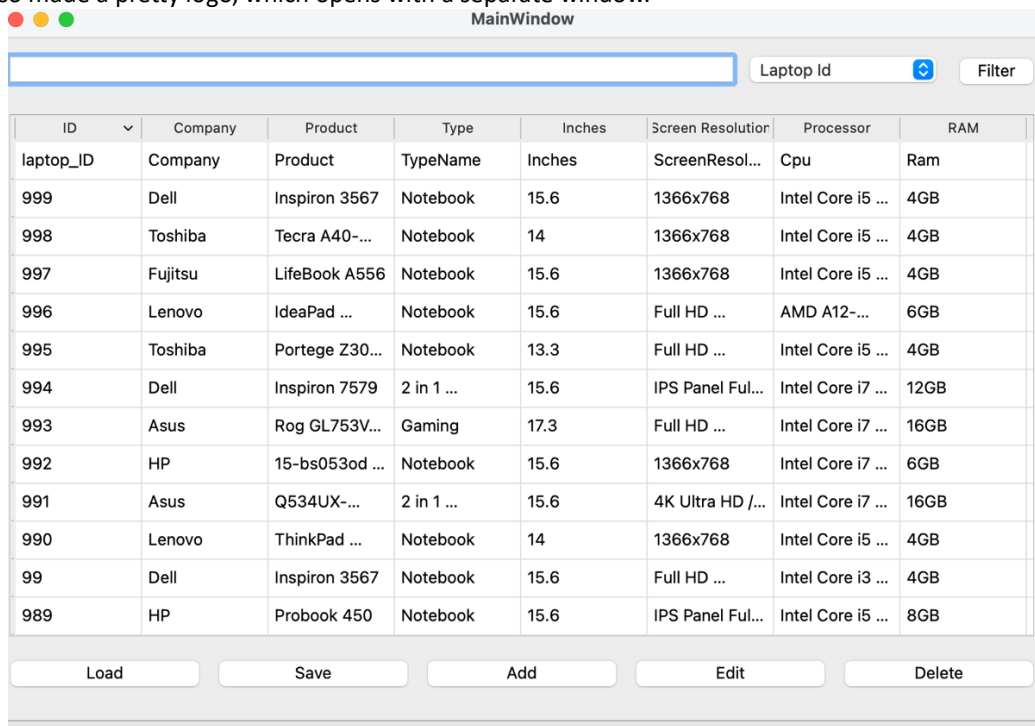 so made a pretty logo, which opens with a separate window.
MainWindow
Laptop Id Filter
ID Company Product Type Inches Screen Resolution Processor RAM
laptop_ID Company Product TypeName Inches ScreenResol... Cpu Ram
999 Dell Inspiron 3567 Notebook 15.6 1366x768 Intel Core i5 ... 4GB
998 Toshiba Tecra A40-... Notebook 14 1366x768 Intel Core i5 ... 4GB
997 Fujitsu LifeBook A556 Notebook 15.6 1366x768 Intel Core i5 ... 4GB
996 Lenovo IdeaPad ... Notebook 15.6 Full HD ... AMD A12-... 6GB
995 Toshiba Portege Z30... Notebook 13.3 Full HD ... Intel Core i5 ... 4GB
994 Dell Inspiron 7579 2 in 1 ... 15.6 IPS Panel Ful... Intel Core i7 ... 12GB
993 Asus Rog GL753V... Gaming 17.3 Full HD ... Intel Core i7 ... 16GB
992 HP 15-bs053od ... Notebook 15.6 1366x768 Intel Core i7 ... 6GB
991 Asus Q534UX-... 2 in 1 ... 15.6 4K Ultra HD /... Intel Core i7 ... 16GB
990 Lenovo ThinkPad ... Notebook 14 1366x768 Intel Core i5 ... 4GB
99 Dell Inspiron 3567 Notebook 15.6 Full HD ... Intel Core i3 ... 4GB
989 HP Probook 450 Notebook 15.6 IPS Panel Ful... Intel Core i5 ... 8GB
Load Save Add Edit Delete